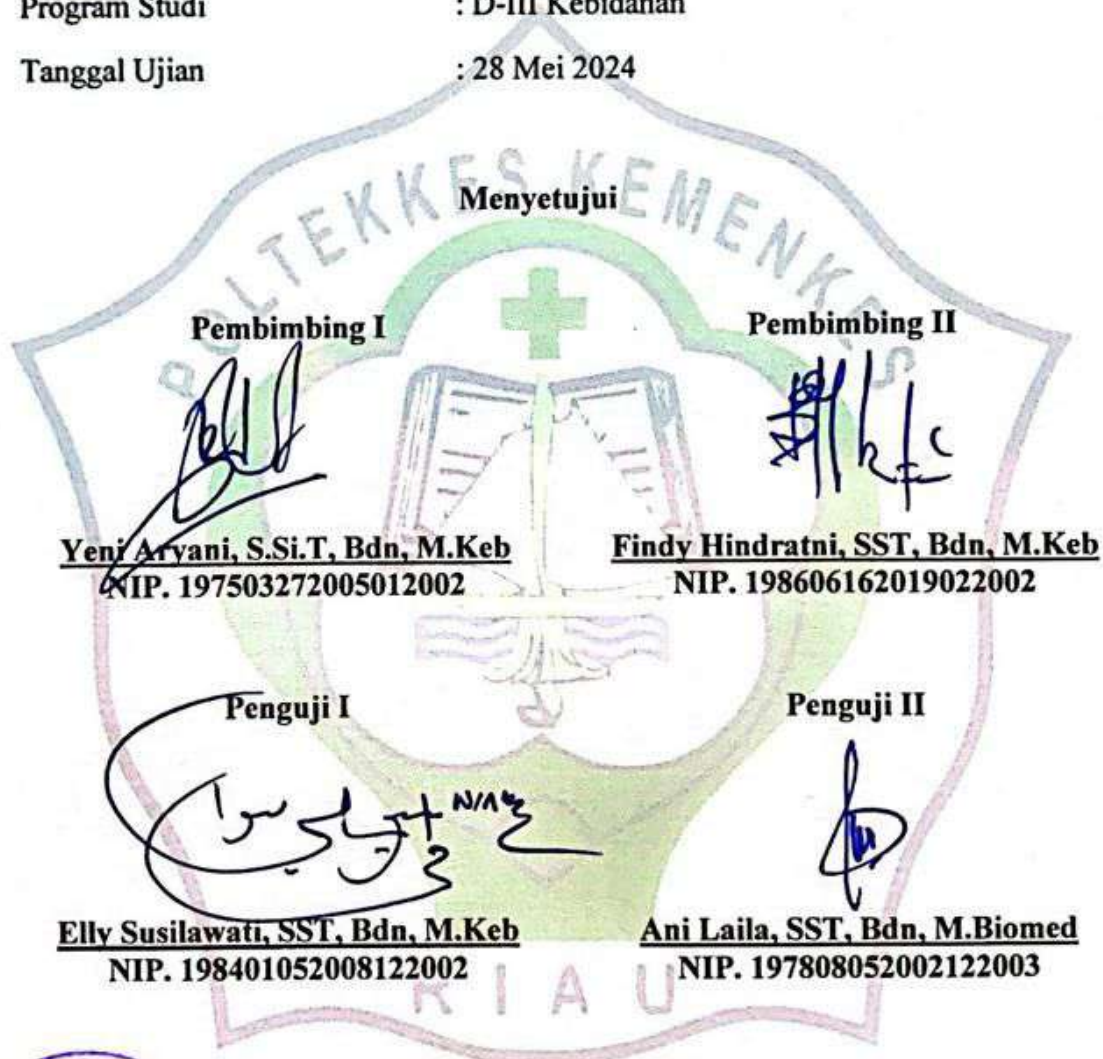 Program Studi : D-III Kebidanan
Tanggal Ujian : 28 Mei 2024
POLTEKKES KEMENKES
Menyetujui
Pembimbing I Pembimbing II
Yeni Aryani, S.Si.T, Bdn, M.Keb Findy Hindratni, SST, Bdn, M.Keb
NIP. 197503272005012002 NIP. 198606162019022002
Penguji I Penguji II
Elly Susilawati, SST, Bdn, M.Keb Ani Laila, SST, Bdn, M.Biomed
NIP. 198401052008122002 NIP. 197808052002122003
RIAU